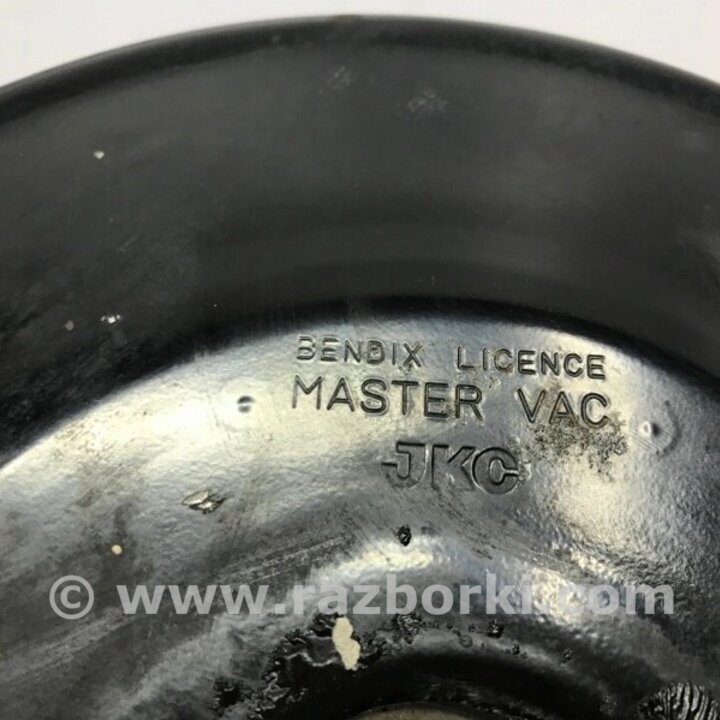 BENDIX LICENCE
MASTER VAC
JKC
© www.razborki.com